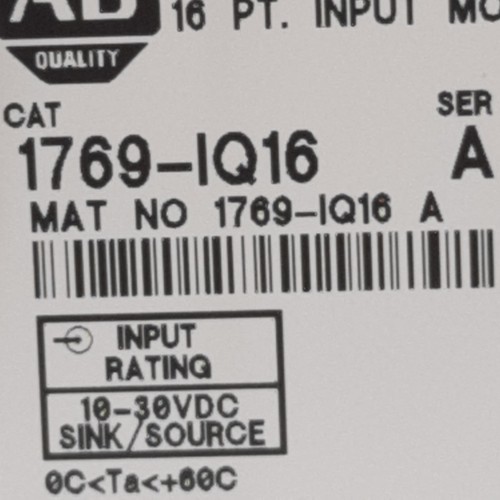 AB
16 PT. INPUT MO
QUALITY
CAT
SER
1769-IQ16
A
MAT NO 1769-IQ16 A
INPUT
RATING
10-30VDC
SINK/SOURCE
0C<Ta<+60C